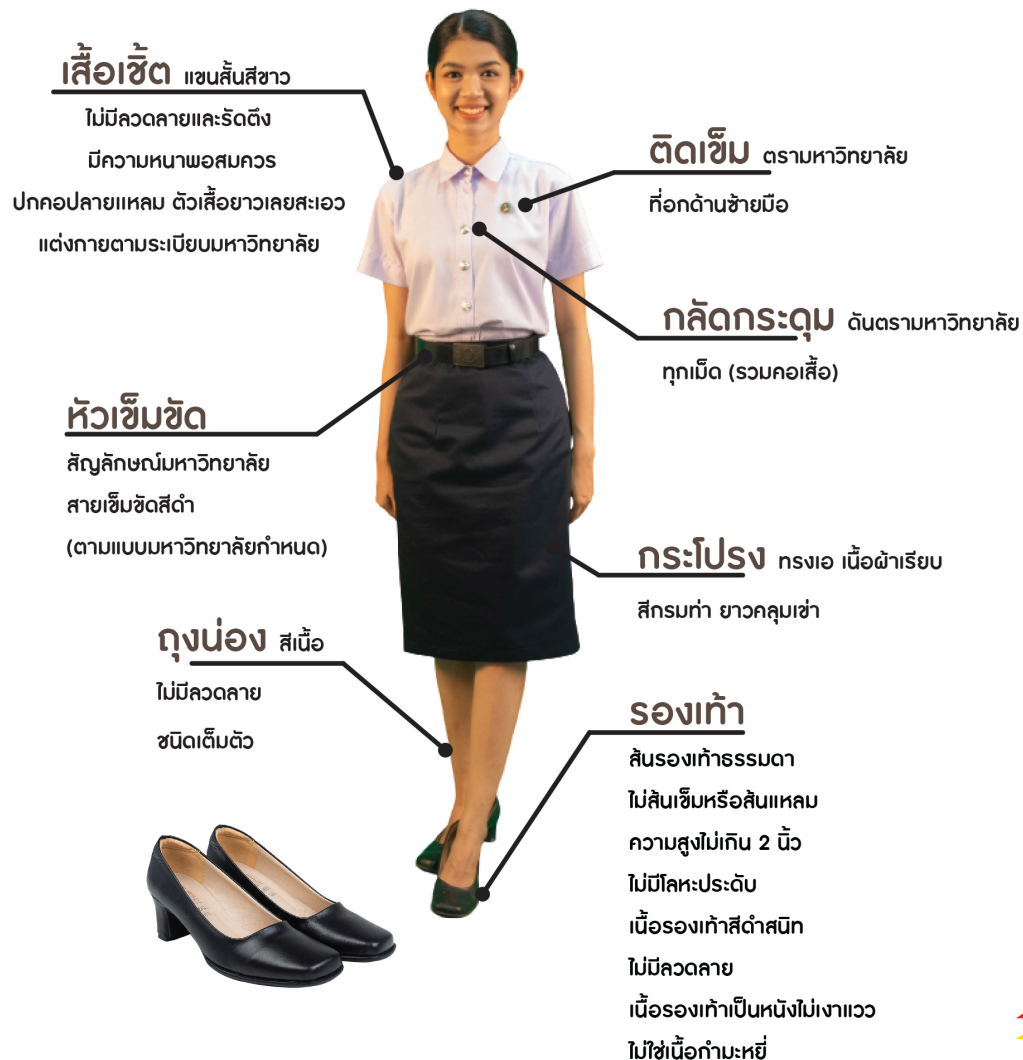 เสื้อเชิ้ต แขนสั้นสีขาว
ไม่มีลวดลายและรัดตึง
มีความหนาพอสมควร
ปกคอปลายแหลม ตัวเสื้อยาวเลยสะเอว
แต่งกายตามระเบียบมหาวิทยาลัย
ติดเข็ม ตรามหาวิทยาลัย
ที่อกด้านซ้ายมือ
กลัดกระดุม ดันตรามหาวิทยาลัย
ทุกเม็ด (รวมคอเสื้อ)
หัวเข็มขัด
สัญลักษณ์มหาวิทยาลัย
สายเข็มขัดสีดำ
(ตามแบบมหาวิทยาลัยกำหนด)
กระโปรง ทรงเอ เนื้อผ้าเรียบ
สีกรมท่า ยาวคลุมเข่า
ถุงน่อง สีเนื้อ
ไม่มีลวดลาย
ชนิดเต็มตัว
รองเท้า
ส้นรองเท้าธรรมดา
ไม่ส้นเข็มหรือส้นแหลม
ความสูงไม่เกิน 2 นิ้ว
ไม่มีโลหะประดับ
เนื้อรองเท้าสีดำสนิท
ไม่มีลวดลาย
เนื้อรองเท้าเป็นหนังไม่เงาแวว
ไม่ใช่เนื้อกำมะหยี่